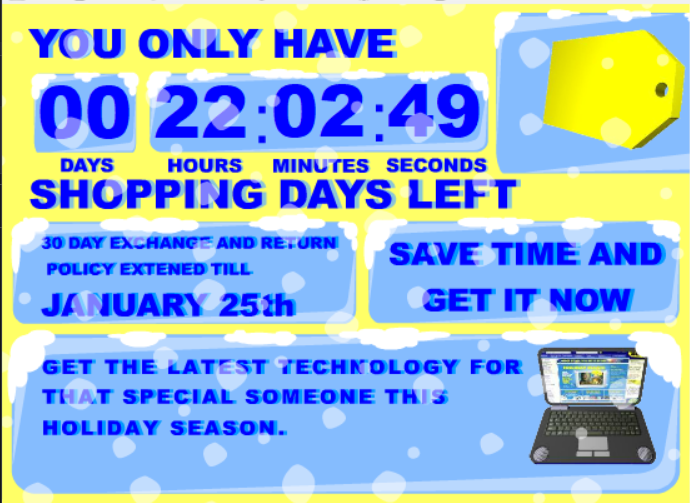 YOU ONLY HAVE
00 22:02:49
DAYS HOURS MINUTES SECONDS
SHOPPING DAYS LEFT
30 DAY EXCHANGE AND RETURN
POLICY EXTENED TILL
JANUARY 25th
SAVE TIME AND
GET IT NOW
GET THE LATEST TECHNOLOGY FOR
THAT SPECIAL SOMEONE THIS
HOLIDAY SEASON.